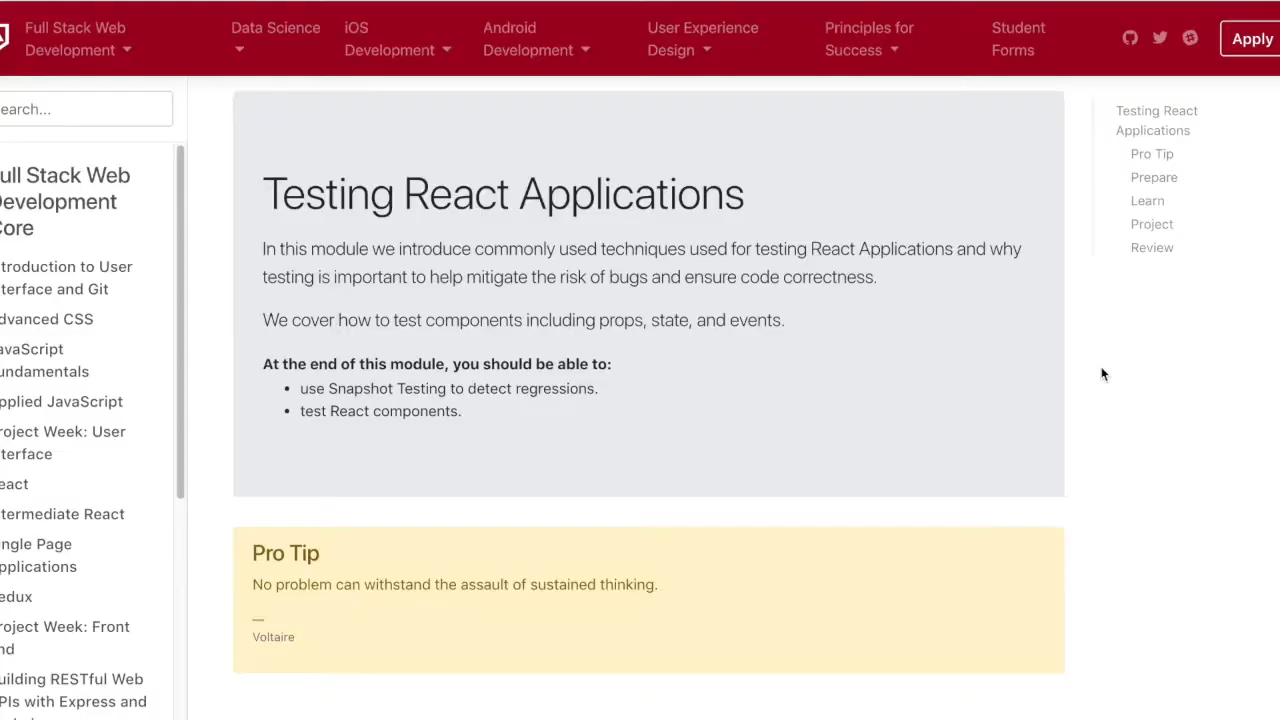 Full Stack Web
Development
Data Science
iOS
Development
Android
Development
User Experience
Design
Principles for
Success
Student
Forms
Apply
earch...
ull Stack Web
evelopment
ore
troduction to User
terface and Git
dvanced CSS
avaScript
undamentals
pplied JavaScript
roject Week: User
terface
eact
termediate React
ngle Page
pplications
edux
roject Week: Front
nd
uilding RESTful Web
PIs with Express and
Testing React Applications
In this module we introduce commonly used techniques used for testing React Applications and why
testing is important to help mitigate the risk of bugs and ensure code correctness.
We cover how to test components including props, state, and events.
At the end of this module, you should be able to:
• use Snapshot Testing to detect regressions.
• test React components.
Pro Tip
No problem can withstand the assault of sustained thinking.
—
Voltaire
Testing React
Applications
Pro Tip
Prepare
Learn
Project
Review